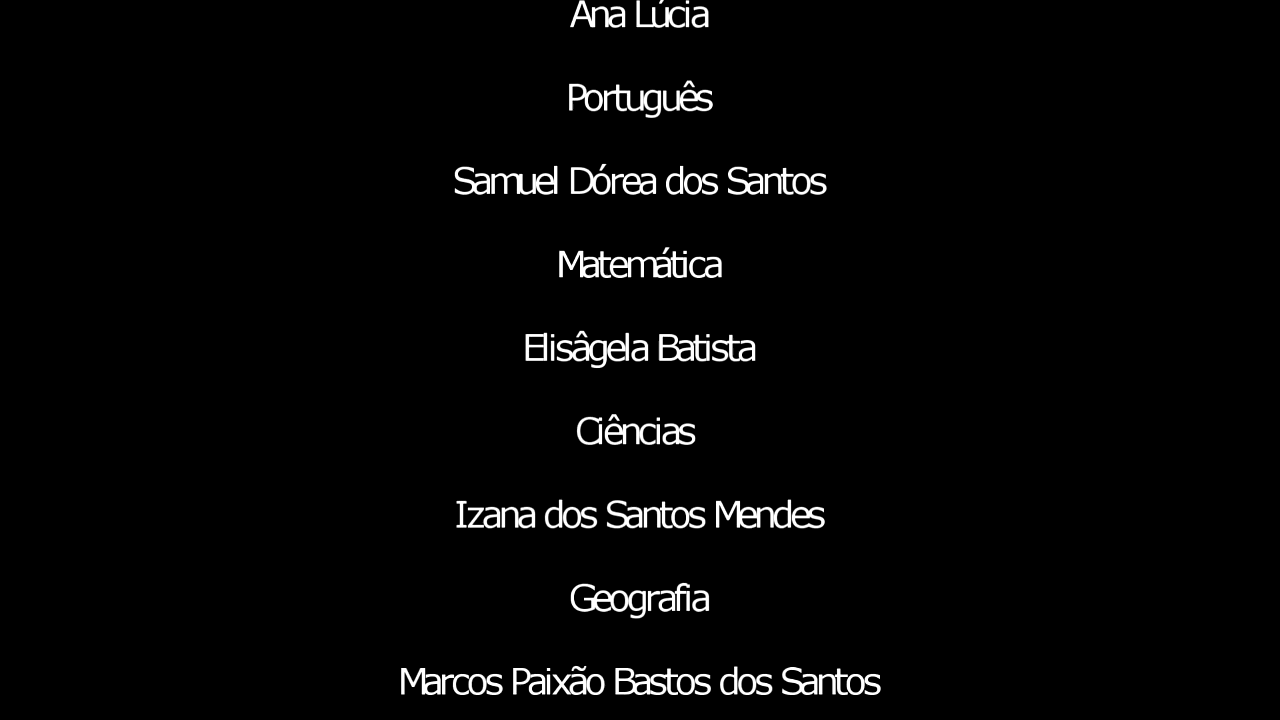 Ana Lúcia
Português
Samuel Dórea dos Santos
Matemática
Elisâgela Batista
Ciências
Izana dos Santos Mendes
Geografia
Marcos Paixão Bastos dos Santos